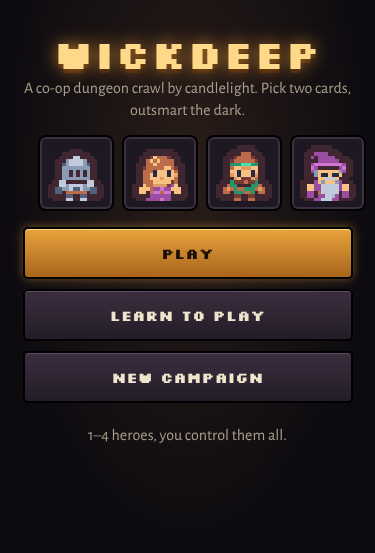 WICKDEEP
A co-op dungeon crawl by candlelight. Pick two cards,
outsmart the dark.
PLAY
LEARN TO PLAY
NEW CAMPAIGN
1–4 heroes, you control them all.